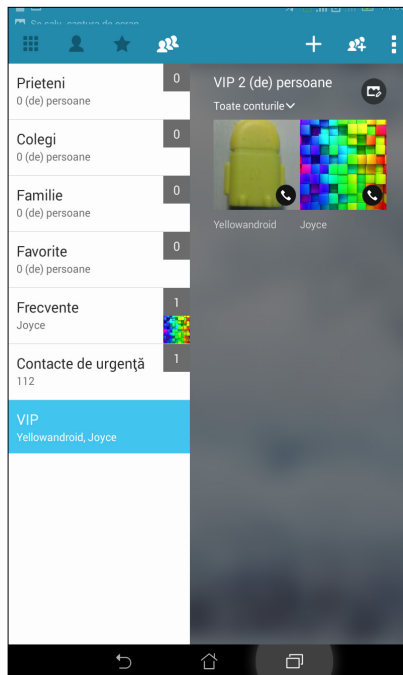 Prieteni
0
0 (de) persoane
Colegi
0
0 (de) persoane
Familie
0
0 (de) persoane
Favorite
0
0 (de) persoane
Frecvente
1
Joyce
Contacte de urgenţă
1
112
VIP
Yellowandroid, Joyce
VIP 2 (de) persoane
Toate conturile
Yellowandroid
Joyce